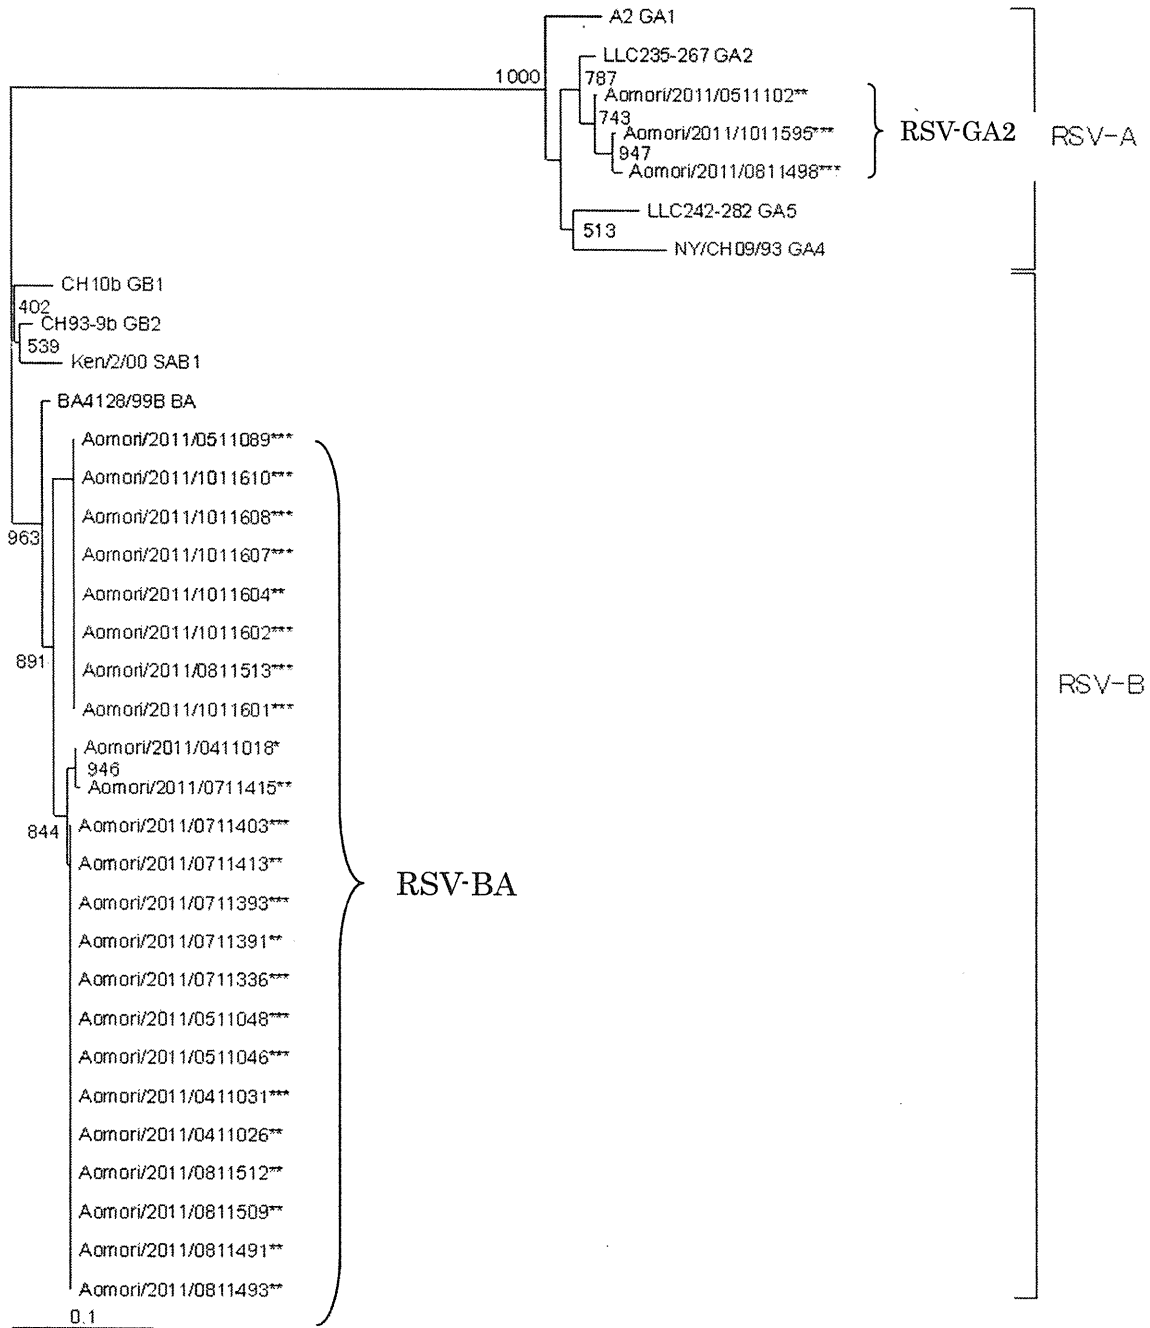 A2 GA1
LLC235-267 GA2
1000
787
Aomori/2011/0511102**
743
Aomori/2011/1011595***
RSV-GA2
RSV-A
947
Aomori/2011/0811498***
LLC242-282 GA5
513
NY/CH09/93 GA4
CH10b GB1
402
CH93-9b GB2
539
Ken/2/00 SAB1
BA4128/99B BA
Aomori/2011/0511089***
Aomori/2011/1011610***
Aomori/2011/1011608***
963
Aomori/2011/1011607***
Aomori/2011/1011604**
Aomori/2011/1011602***
891
Aomori/2011/0811513***
RSV-B
Aomori/2011/1011601***
Aomori/2011/0411018*
946
Aomori/2011/0711415**
844
Aomori/2011/0711403***
Aomori/2011/0711413**
RSV-BA
Aomori/2011/0711393***
Aomori/2011/0711391**
Aomori/2011/0711336***
Aomori/2011/0511048***
Aomori/2011/0511046***
Aomori/2011/0411031***
Aomori/2011/0411026**
Aomori/2011/0811512**
Aomori/2011/0811509**
Aomori/2011/0811491**
Aomori/2011/0811493**
0.1